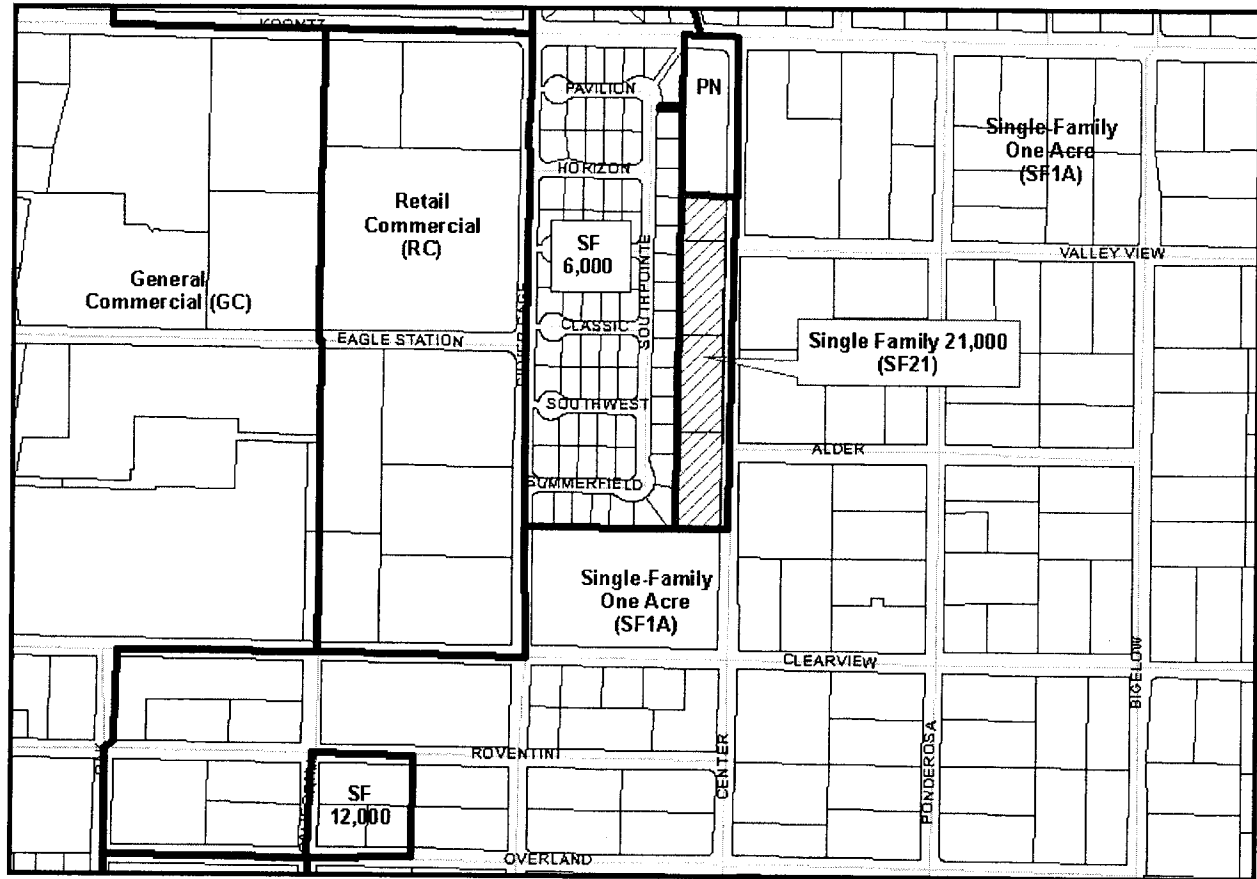 PAVILION
PN
Single-Family
One Acre
(SF1A)
HORIZON
Retail
Commercial
(RC)
SF
6,000
SOUTHPOINTE
VALLEY VIEW
General
Commercial (GC)
CLASSIC
EAGLE STATION
Single Family 21,000
(SF21)
SOUTHWEST
ALDER
SUMMERFIELD
Single-Family
One Acre
(SF1A)
CLEARVIEW
BIGELOW
ROVENTINI
CENTER
PONDEROSA
SF
12,000
OVERLAND